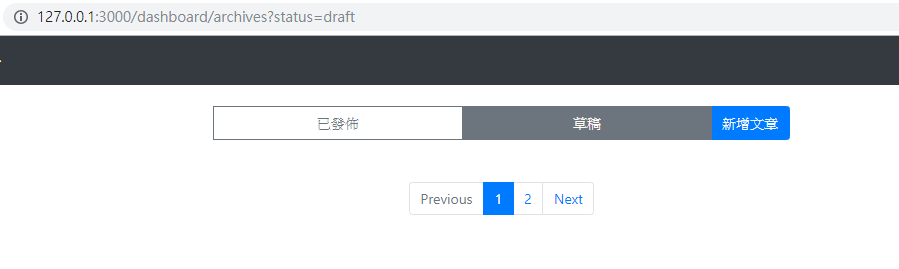 127.0.0.1:3000/dashboard/archives?status=draft
已發佈 草稿 新增文章
Previous 1 2 Next